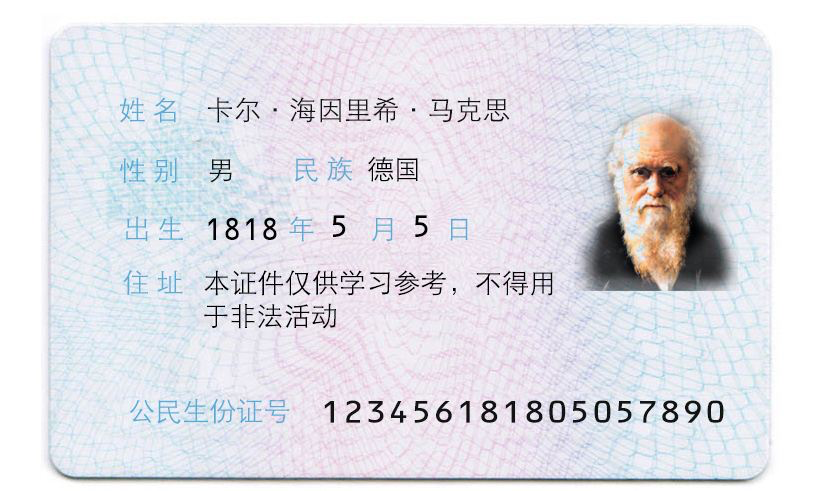 姓名 卡尔·海因里希·马克思
性别 男 民族 德国
出生 1818 年 5 月 5 日
住址 本证件仅供学习参考，不得用
于非法活动
公民生份证号 123456181805057890